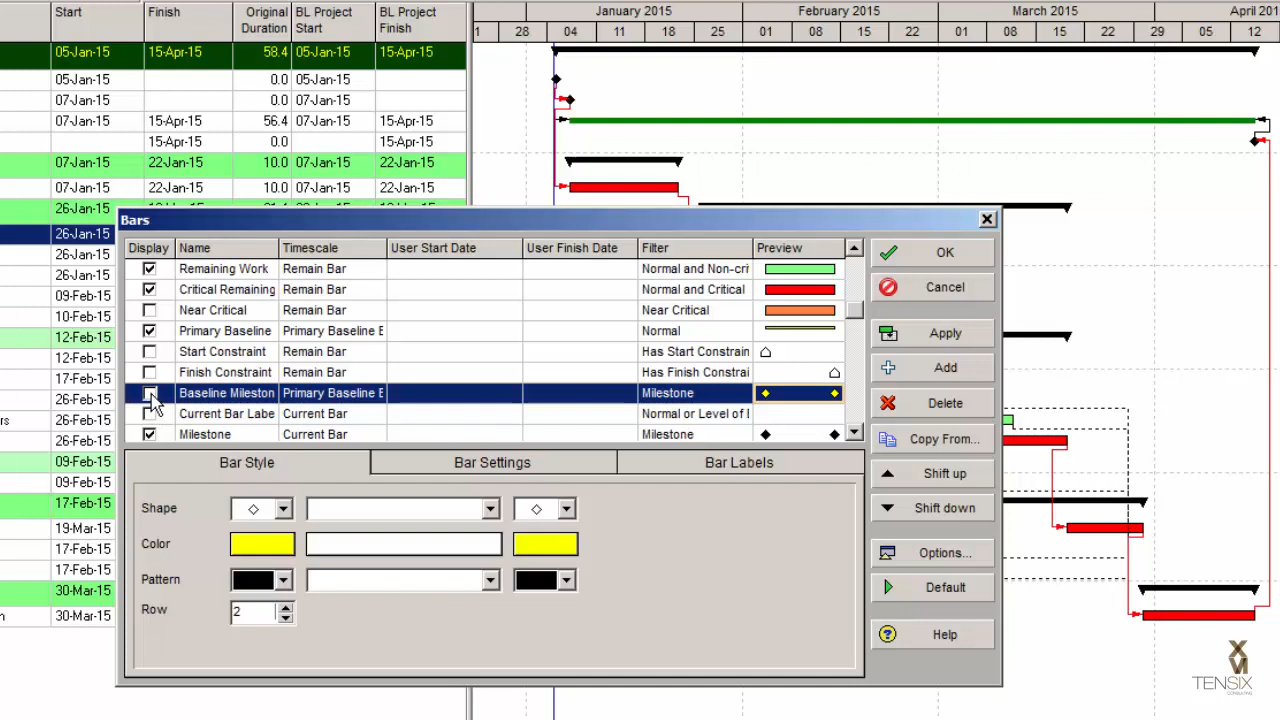 Start Finish Original Duration BL Project Start BL Project Finish
January 2015 February 2015 March 2015 April 201
1 28 04 11 18 25 01 08 15 22 01 08 15 22 29 05 12
05-Jan-15 15-Apr-15 58.4 05-Jan-15 15-Apr-15
05-Jan-15 0.0 05-Jan-15
07-Jan-15 0.0 07-Jan-15
07-Jan-15 15-Apr-15 56.4 07-Jan-15 15-Apr-15
15-Apr-15 0.0 15-Apr-15
07-Jan-15 22-Jan-15 10.0 07-Jan-15 22-Jan-15
07-Jan-15 22-Jan-15 10.0 07-Jan-15 22-Jan-15
26-Jan-15
26-Jan-15
26-Jan-15
26-Jan-15
09-Feb-15
10-Feb-15
12-Feb-15
12-Feb-15
17-Feb-15
26-Feb-15
rs 26-Feb-15
26-Feb-15
09-Feb-15
09-Feb-15
17-Feb-15
19-Mar-15
17-Feb-15
17-Feb-15
30-Mar-15
n 30-Mar-15
Bars
Display Name Timescale User Start Date User Finish Date Filter Preview
Remaining Work Remain Bar Normal and Non-cri
Critical Remaining Remain Bar Normal and Critical
Near Critical Remain Bar Near Critical
Primary Baseline Primary Baseline B Normal
Start Constraint Remain Bar Has Start Constrain
Finish Constraint Remain Bar Has Finish Constrai
Baseline Mileston Primary Baseline B Milestone
Current Bar Labe Current Bar Normal or Level of E
Milestone Current Bar Milestone
Bar Style Bar Settings Bar Labels
Shape
Color
Pattern
Row 2
OK
Cancel
Apply
Add
Delete
Copy From...
Shift up
Shift down
Options...
Default
Help
XVI
TENSIX
CONSULTING